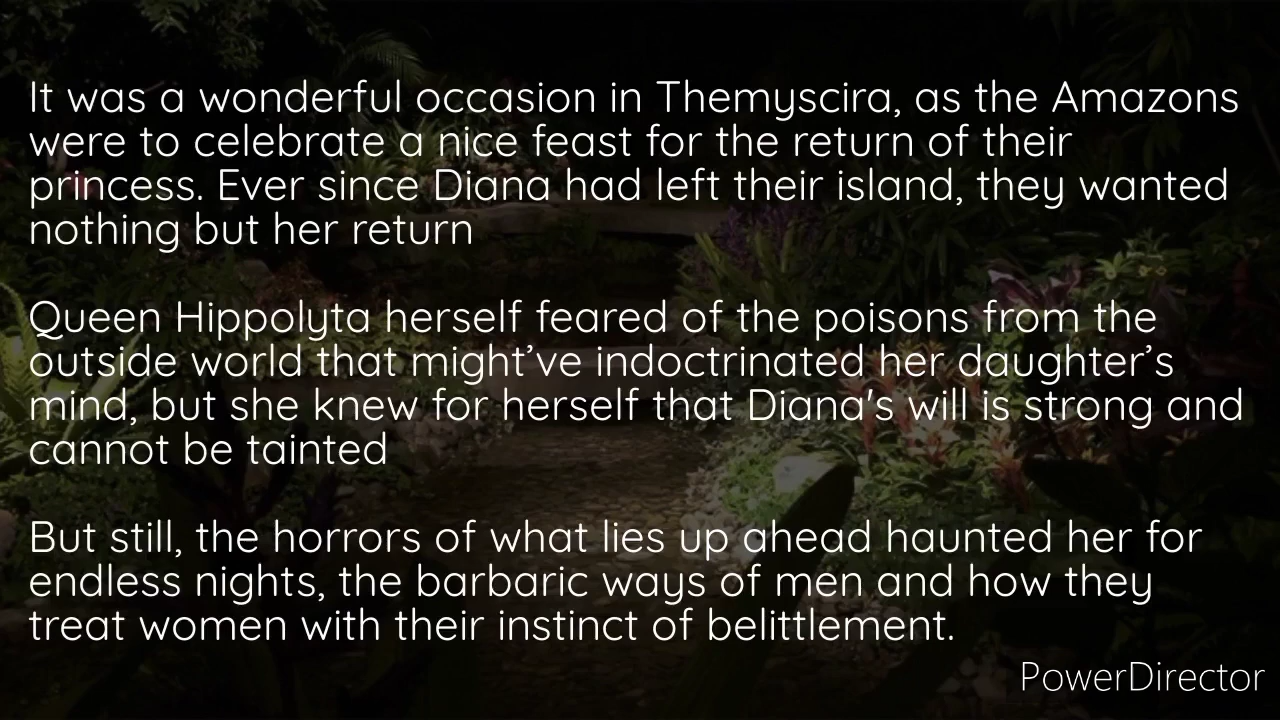 It was a wonderful occasion in Themyscira, as the Amazons
were to celebrate a nice feast for the return of their
princess. Ever since Diana had left their island, they wanted
nothing but her return
Queen Hippolyta herself feared of the poisons from the
outside world that might’ve indoctrinated her daughter’s
mind, but she knew for herself that Diana's will is strong and
cannot be tainted
But still, the horrors of what lies up ahead haunted her for
endless nights, the barbaric ways of men and how they
treat women with their instinct of belittlement.
PowerDirector